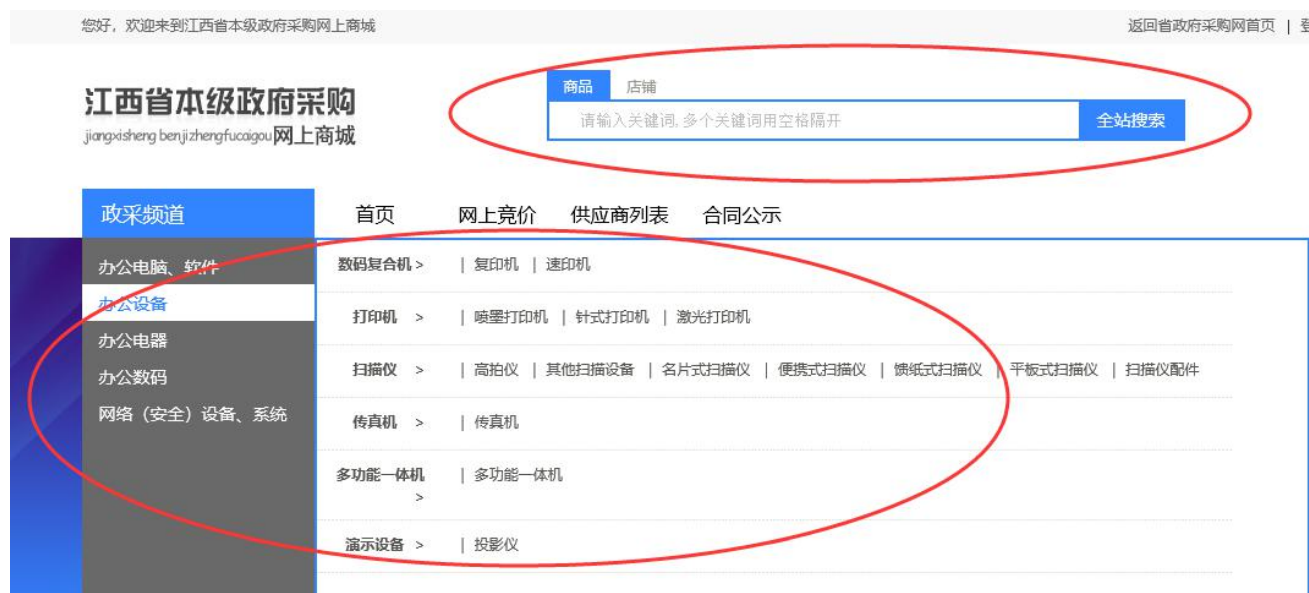 您好，欢迎来到江西省本级政府采购网上商城
返回省政府采购网首页 | 登
商品 店铺
江西省本级政府采购
请输入关键词,多个关键词用空格隔开 全站搜索
jiangxisheng benjizhengfucaigou网上商城
政采频道 首页 网上竞价 供应商列表 合同公示
办公电脑、软件
办公设备
办公电器
办公数码
网络（安全）设备、系统
数码复合机 > | 复印机 | 速印机
打印机 > | 喷墨打印机 | 针式打印机 | 激光打印机
扫描仪 > | 高拍仪 | 其他扫描设备 | 名片式扫描仪 | 便携式扫描仪 | 馈纸式扫描仪 | 平板式扫描仪 | 扫描仪配件
传真机 > | 传真机
多功能一体机 | 多功能一体机
>
演示设备 > | 投影仪